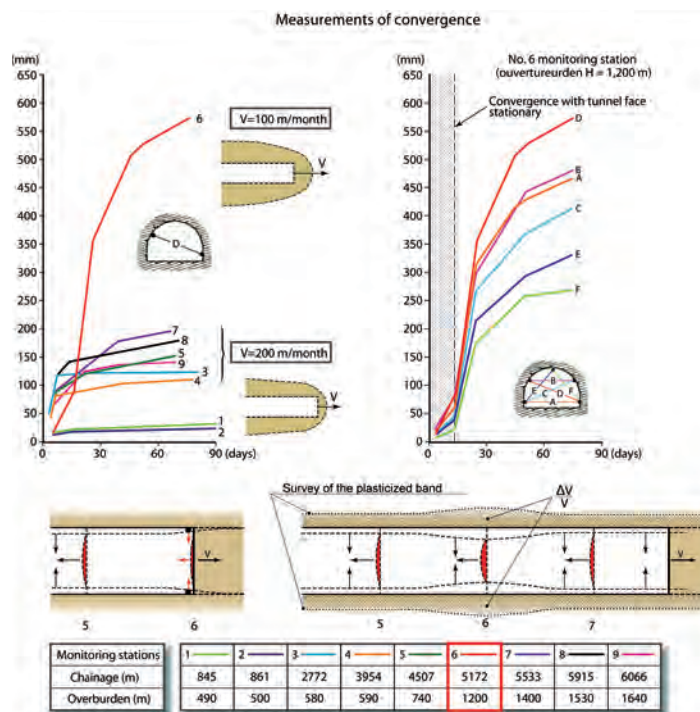 Measurements of convergence
(mm)
650
600
550
500
450
400
350
300
250
200
150
100
50
0
30
60
90 (days)
6
V=100 m/month
V
D
7
8
5
9
3
4
V=200 m/month
V
1
2
(mm)
No. 6 monitoring station
(ouvertureurden H = 1,200 m)
Convergence with tunnel face
stationary
650
600
550
500
450
400
350
300
250
200
150
100
50
0
30
60
90 (days)
D
B
A
C
E
F
B
E C D F
A
Survey of the plasticized band
ΔV
V
V
5 6
V
5 6 7
Monitoring stations 1 2 3 4 5 6 7 8 9
Chainage (m) 845 861 2772 3954 4507 5172 5533 5915 6066
Overburden (m) 490 500 580 590 740 1200 1400 1530 1640